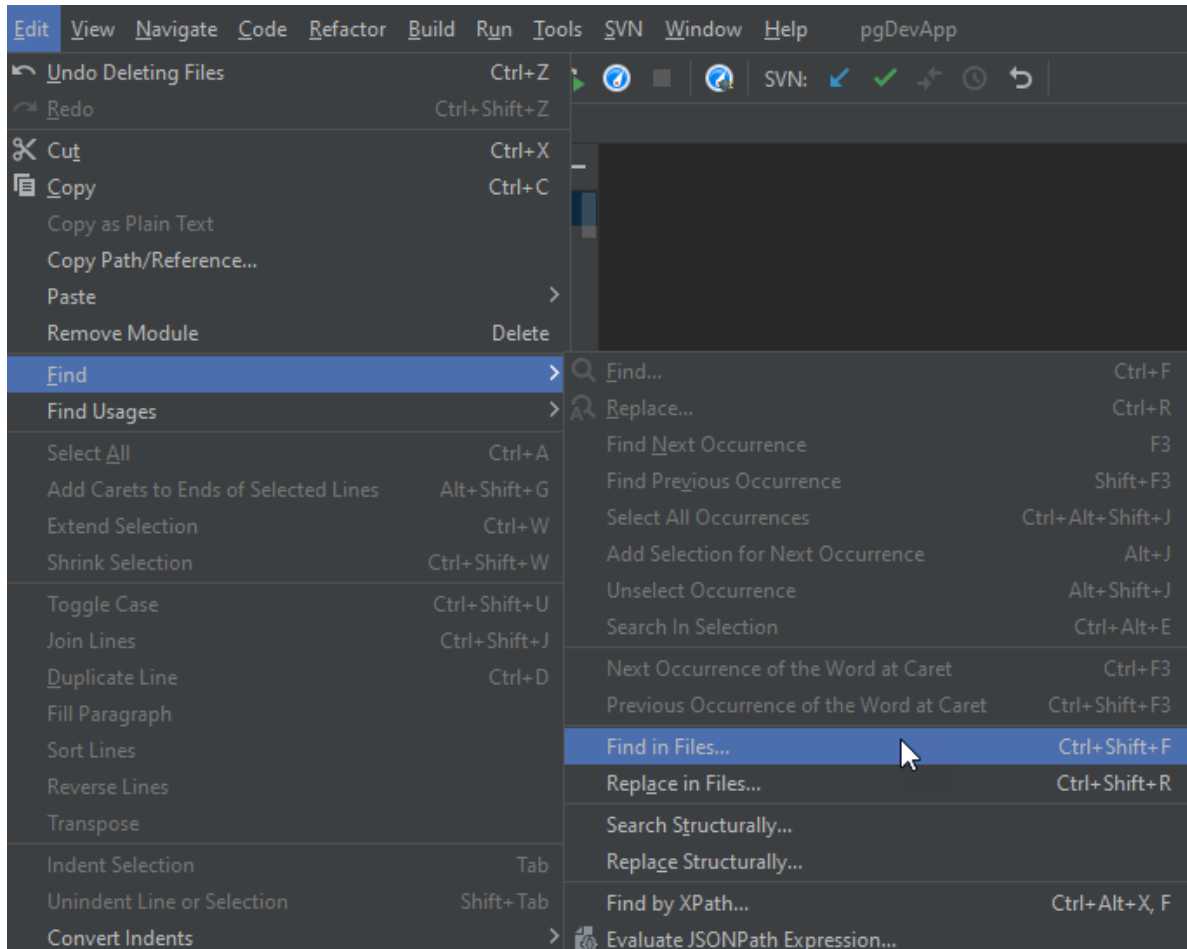 Edit View Navigate Code Refactor Build Run Tools SVN Window Help pgDevApp
SVN:
Undo Deleting Files Ctrl+Z
Redo Ctrl+Shift+Z
Cut Ctrl+X
Copy Ctrl+C
Copy as Plain Text
Copy Path/Reference...
Paste
Remove Module Delete
Find
Find Usages
Select All Ctrl+A
Add Carets to Ends of Selected Lines Alt+Shift+G
Extend Selection Ctrl+W
Shrink Selection Ctrl+Shift+W
Toggle Case Ctrl+Shift+U
Join Lines Ctrl+Shift+J
Duplicate Line Ctrl+D
Fill Paragraph
Sort Lines
Reverse Lines
Transpose
Indent Selection Tab
Unindent Line or Selection Shift+Tab
Convert Indents
Find... Ctrl+F
Replace... Ctrl+R
Find Next Occurrence F3
Find Previous Occurrence Shift+F3
Select All Occurrences Ctrl+Alt+Shift+J
Add Selection for Next Occurrence Alt+J
Unselect Occurrence Alt+Shift+J
Search In Selection Ctrl+Alt+E
Next Occurrence of the Word at Caret Ctrl+F3
Previous Occurrence of the Word at Caret Ctrl+Shift+F3
Find in Files... Ctrl+Shift+F
Replace in Files... Ctrl+Shift+R
Search Structurally...
Replace Structurally...
Find by XPath... Ctrl+Alt+X, F
Evaluate JSONPath Expression...